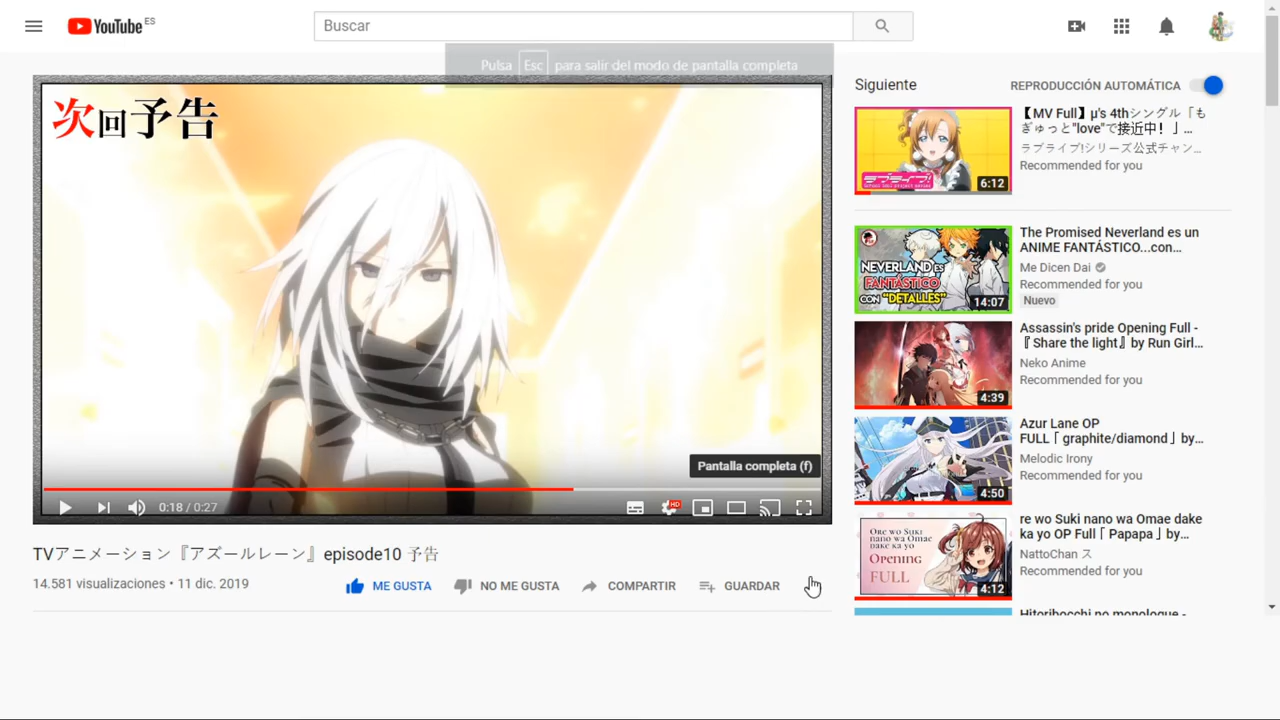 YouTube ES
Buscar
Pulsa Esc para salir del modo de pantalla completa
次回予告
Pantalla completa (f)
0:18 / 0:27
HD
TVアニメーション『アズールレーン』episode10 予告
14.581 visualizaciones • 11 dic. 2019
ME GUSTA
NO ME GUSTA
COMPARTIR
GUARDAR
Siguiente
REPRODUCCIÓN AUTOMÁTICA
ラブライブ!
6:12
【MV Full】μ's 4thシングル「も
ぎゅっと"love"で接近中！」...
ラブライブ!シリーズ公式チャン...
Recommended for you
NEVERLAND ES
FANTÁSTICO
CON "DETALLES"
14:07
The Promised Neverland es un
ANIME FANTÁSTICO...con...
Me Dicen Dai
Recommended for you
Nuevo
4:39
Assassin's pride Opening Full -
『Share the light』by Run Girl...
Neko Anime
Recommended for you
4:50
Azur Lane OP
FULL「graphite/diamond」by...
Melodic Irony
Recommended for you
ORE WO SUKI
NANO WA OMAE
DAKE KA YO
OPENING
FULL
4:12
re wo Suki nano wa Omae dake
ka yo OP Full「Papapa」by...
NattoChan ス
Recommended for you
Hitoribocchi no monologue -